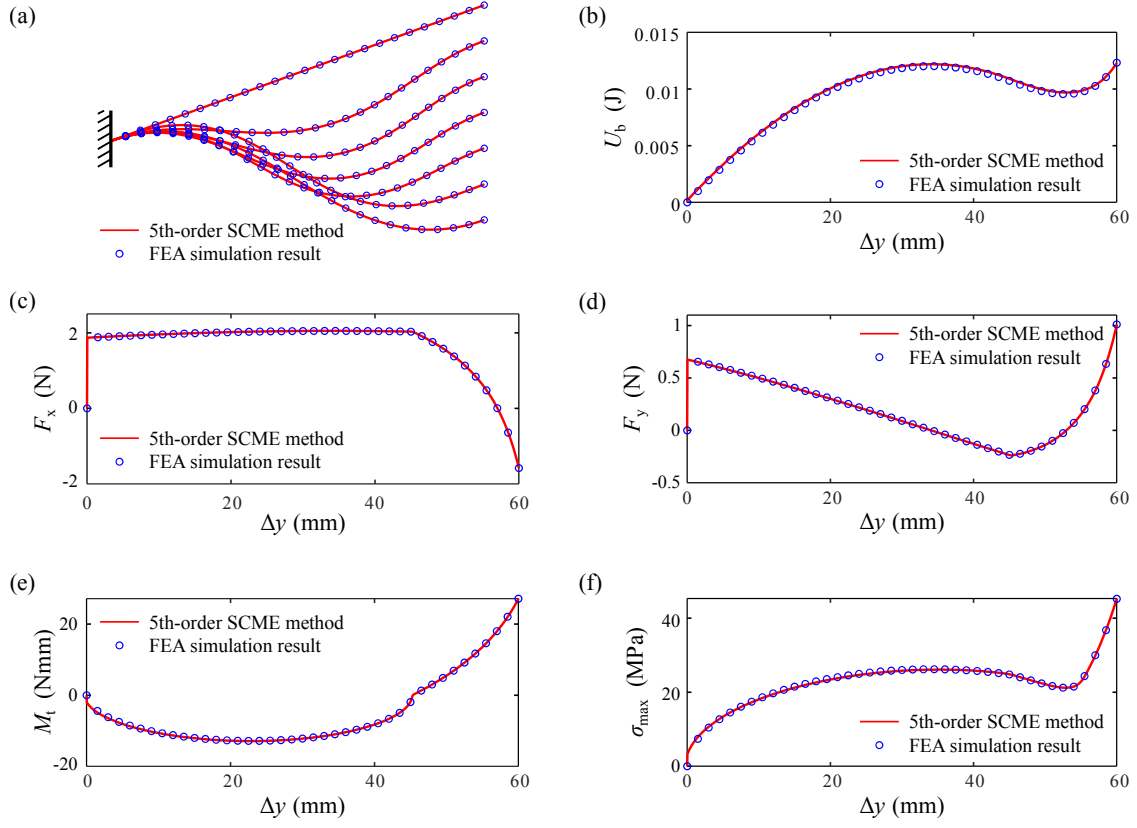 (a)
5th-order SCME method
FEA simulation result
(b)
U_b (J)
0.015
0.01
0.005
0
5th-order SCME method
FEA simulation result
0 20 40 60
Δy (mm)
(c)
F_x (N)
2
0
-2
5th-order SCME method
FEA simulation result
0 20 40 60
Δy (mm)
(d)
F_y (N)
1
0.5
0
-0.5
5th-order SCME method
FEA simulation result
0 20 40 60
Δy (mm)
(e)
M_t (Nmm)
20
0
-20
5th-order SCME method
FEA simulation result
0 20 40 60
Δy (mm)
(f)
σ_max (MPa)
40
20
0
5th-order SCME method
FEA simulation result
0 20 40 60
Δy (mm)